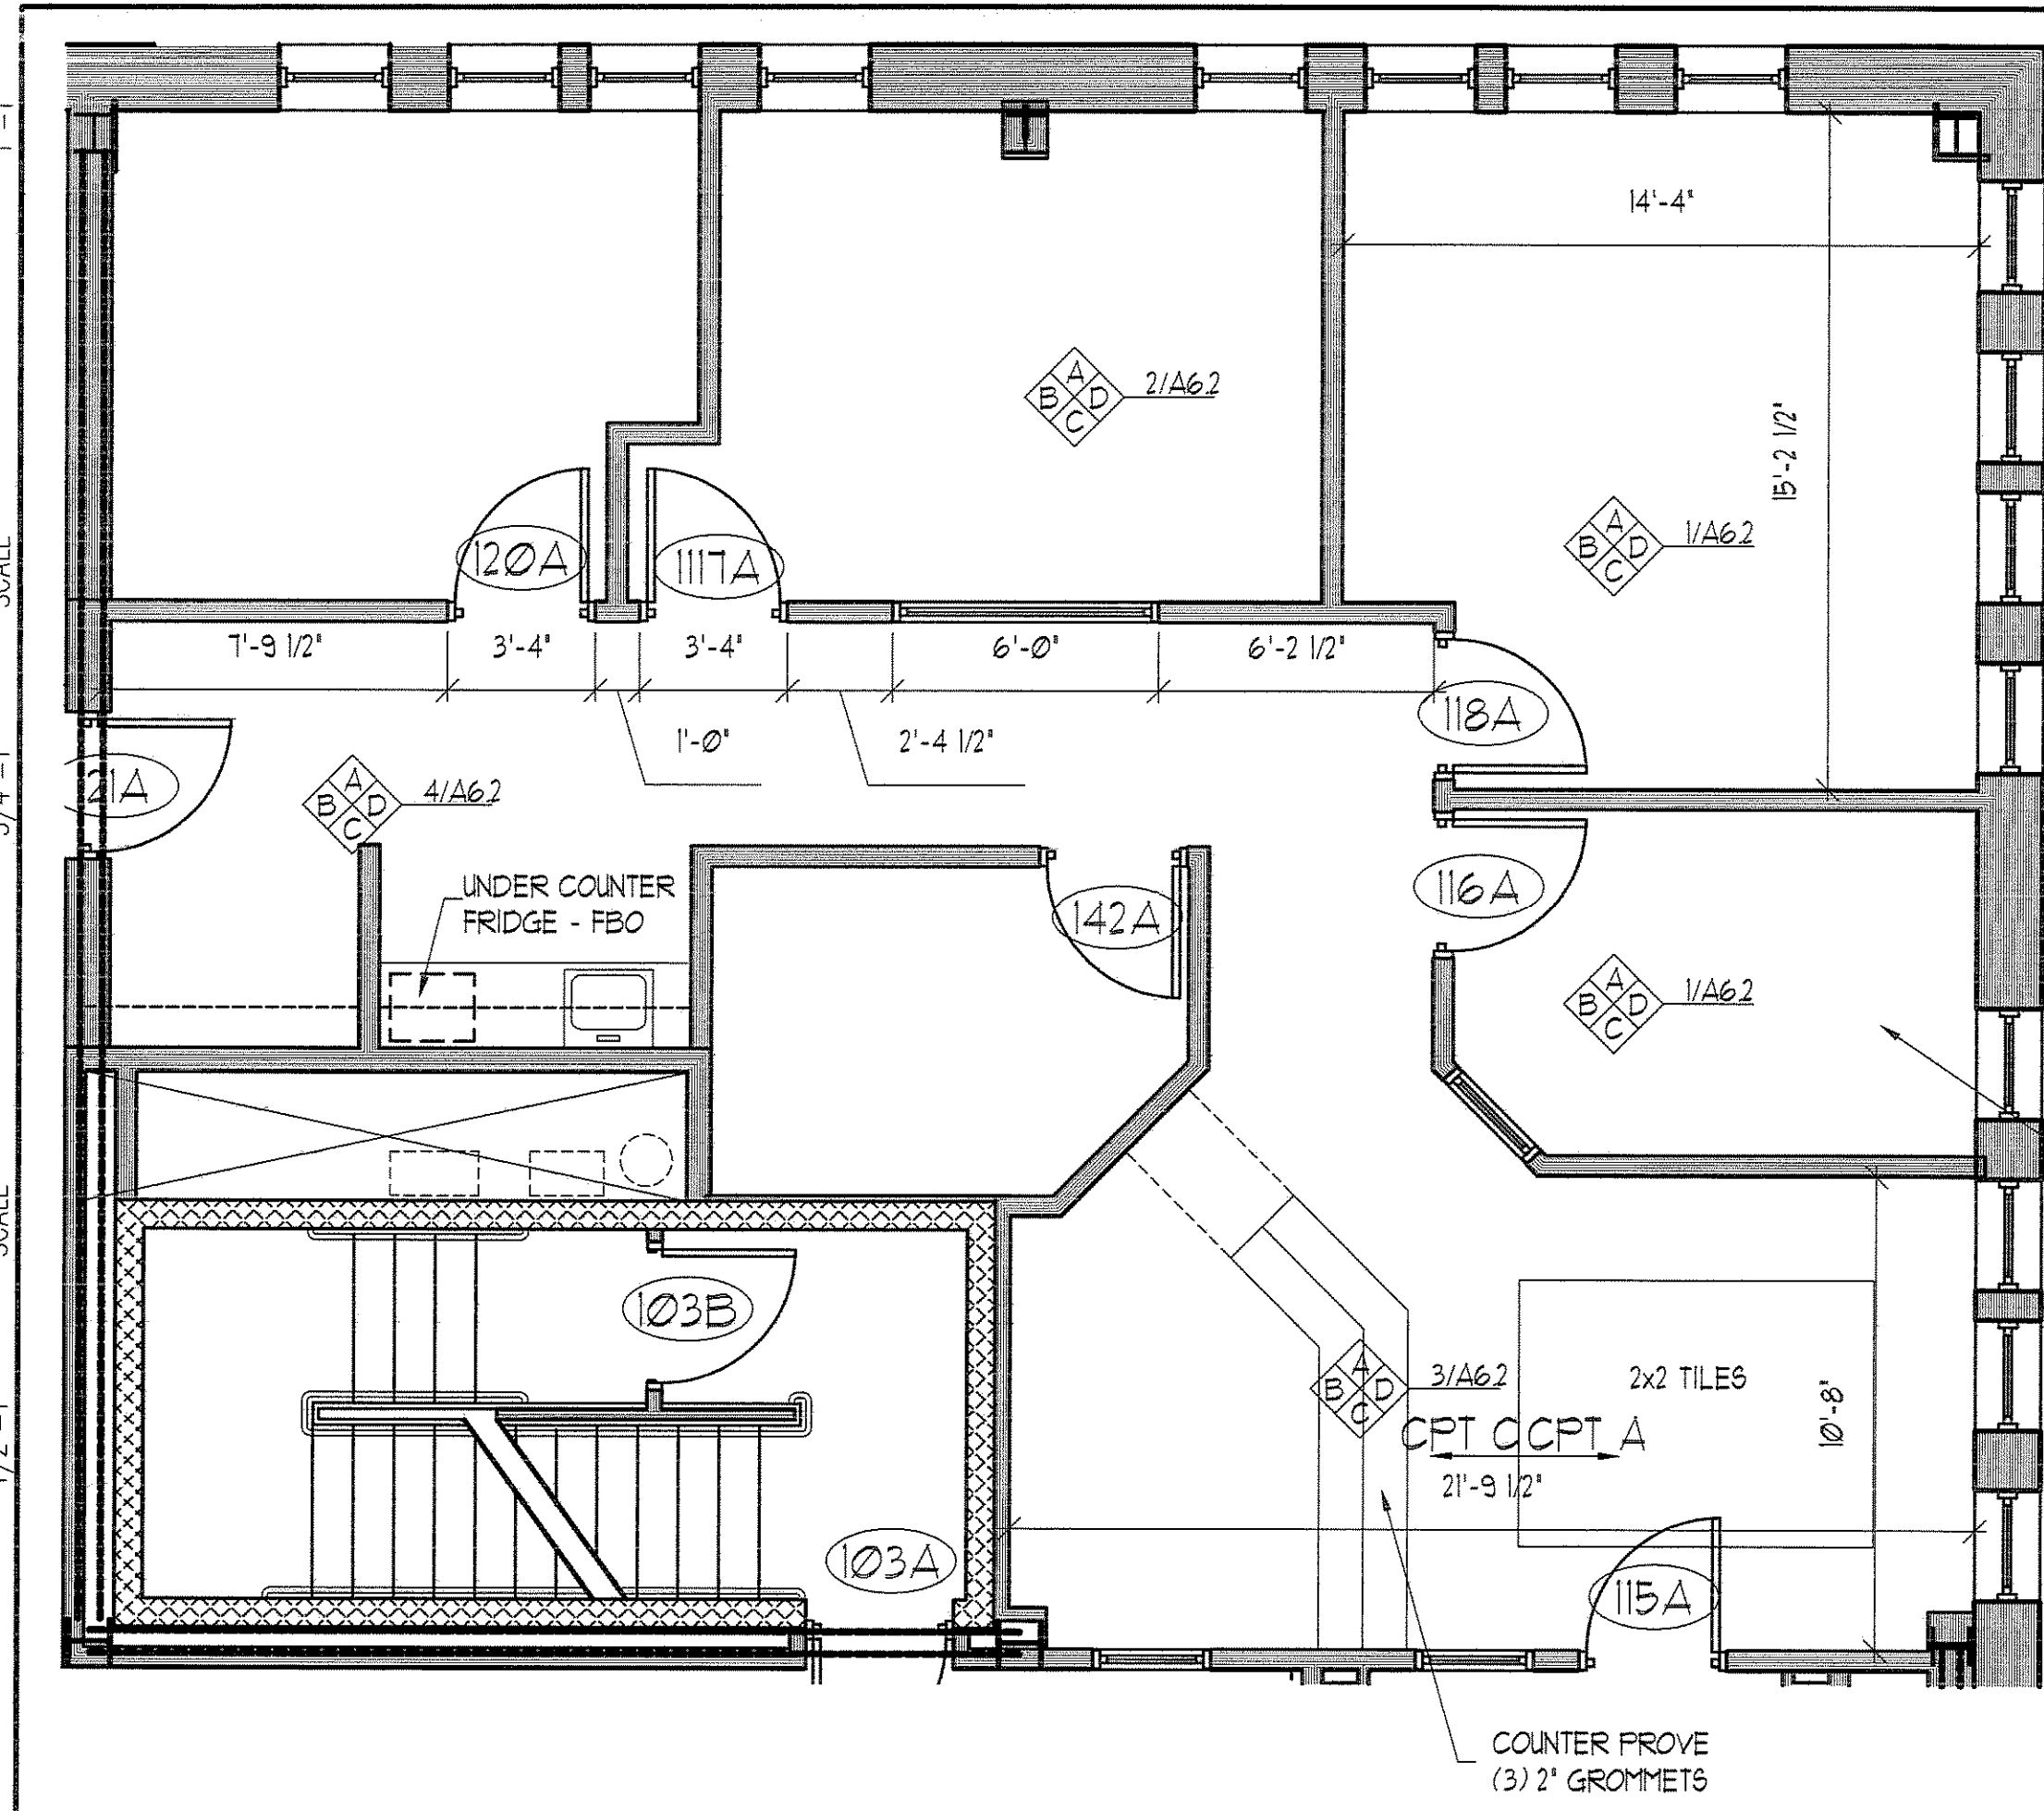 14'-4"
A
B D
C
2/A6.2
15'-2 1/2"
A
B D
C
1/A6.2
120A
1117A
7'-9 1/2"
3'-4"
3'-4"
6'-0"
6'-2 1/2"
118A
1'-0"
2'-4 1/2"
21A
A
B D
C
4/A6.2
UNDER COUNTER
FRIDGE - FBO
142A
116A
A
B D
C
1/A6.2
SCALE
SCALE
103B
A
B D
C
3/A6.2
2x2 TILES
CPT C CPT A
21'-9 1/2"
10'-8"
103A
115A
COUNTER PROVE
(3) 2" GROMMETS